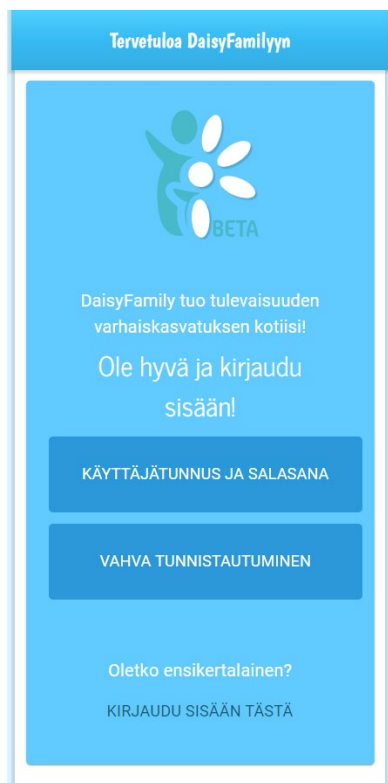 Tervetuloa DaisyFamilyyn
BETA
DaisyFamily tuo tulevaisuuden
varhaiskasvatuksen kotiisi!
Ole hyvä ja kirjaudu
sisään!
KÄYTTÄJÄTUNNUS JA SALASANA
VAHVA TUNNISTAUTUMINEN
Oletko ensikertalainen?
KIRJAUDU SISÄÄN TÄSTÄ